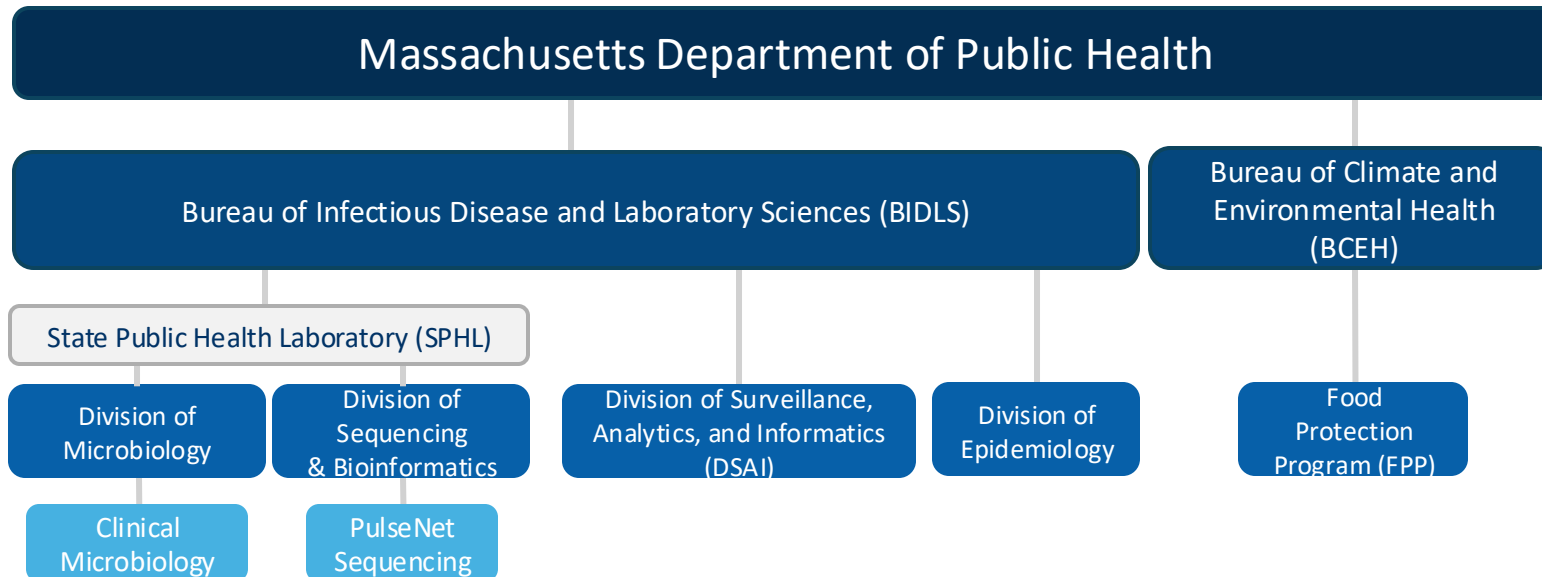 Massachusetts Department of Public Health
Bureau of Infectious Disease and Laboratory Sciences (BIDLS)
Bureau of Climate and
Environmental Health
(BCEH)
State Public Health Laboratory (SPHL)
Division of
Microbiology
Division of
Sequencing
& Bioinformatics
Division of Surveillance,
Analytics, and Informatics
(DSAI)
Division of
Epidemiology
Food
Protection
Program (FPP)
Clinical
Microbiology
PulseNet
Sequencing